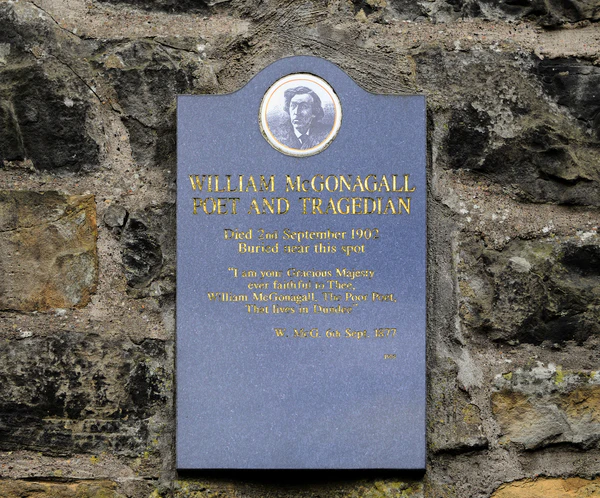 WILLIAM McGONAGALL
POET AND TRAGEDIAN
Died 2nd September 1902
Buried near this spot
"I am your Gracious Majesty
ever faithful to Thee,
William McGonagall, The Poor Poet,
That lives in Dundee"
W. McG. 6th Sept. 1877